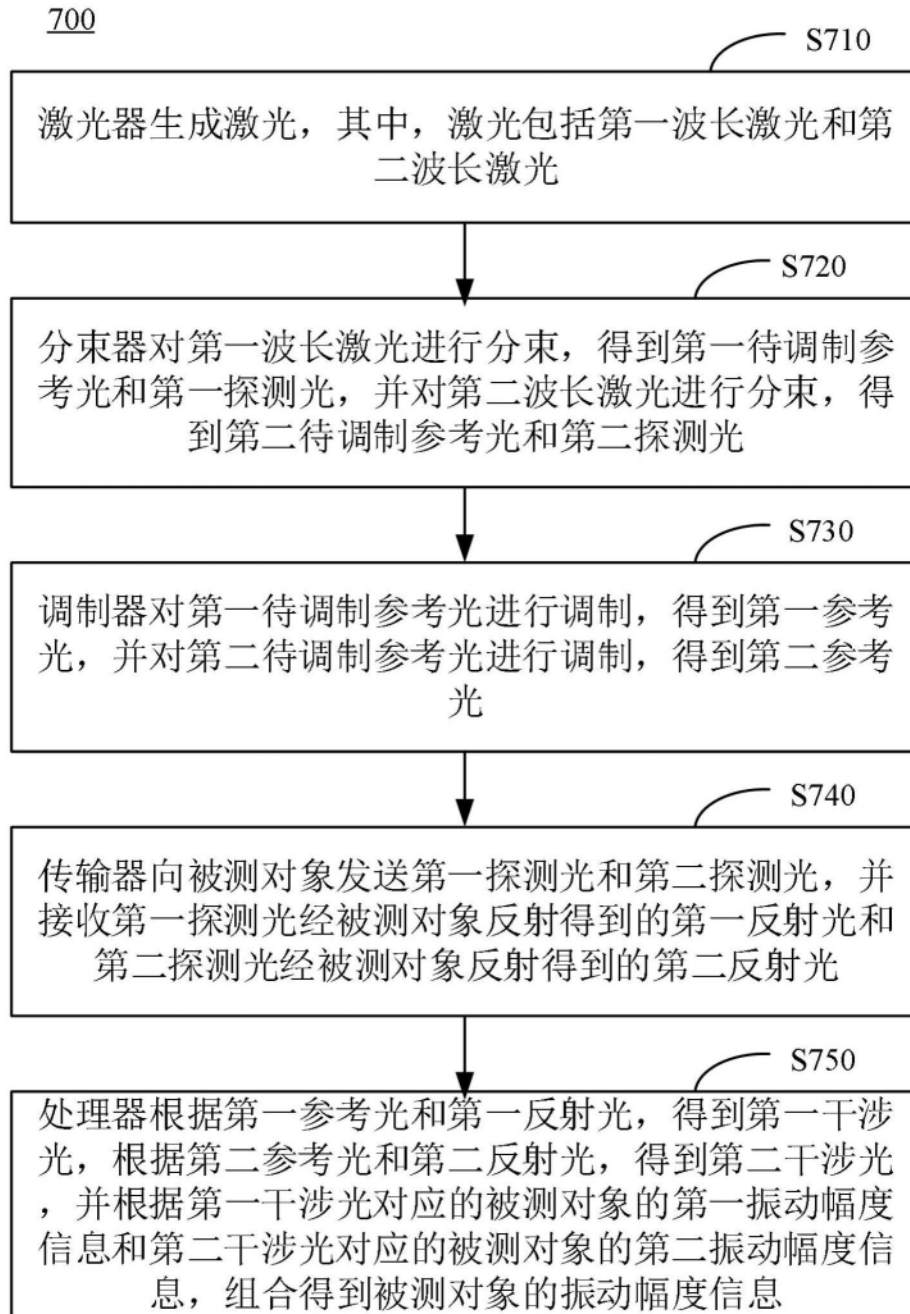 700
S710
激光器生成激光，其中，激光包括第一波长激光和第
二波长激光
S720
分束器对第一波长激光进行分束，得到第一待调制参
考光和第一探测光，并对第二波长激光进行分束，得
到第二待调制参考光和第二探测光
S730
调制器对第一待调制参考光进行调制，得到第一参考
光，并对第二待调制参考光进行调制，得到第二参考
光
S740
传输器向被测对象发送第一探测光和第二探测光，并
接收第一探测光经被测对象反射得到的第一反射光和
第二探测光经被测对象反射得到的第二反射光
S750
处理器根据第一参考光和第一反射光，得到第一干涉
光，根据第二参考光和第二反射光，得到第二干涉光
，并根据第一干涉光对应的被测对象的第一振动幅度
信息和第二干涉光对应的被测对象的第二振动幅度信
息，组合得到被测对象的振动幅度信息